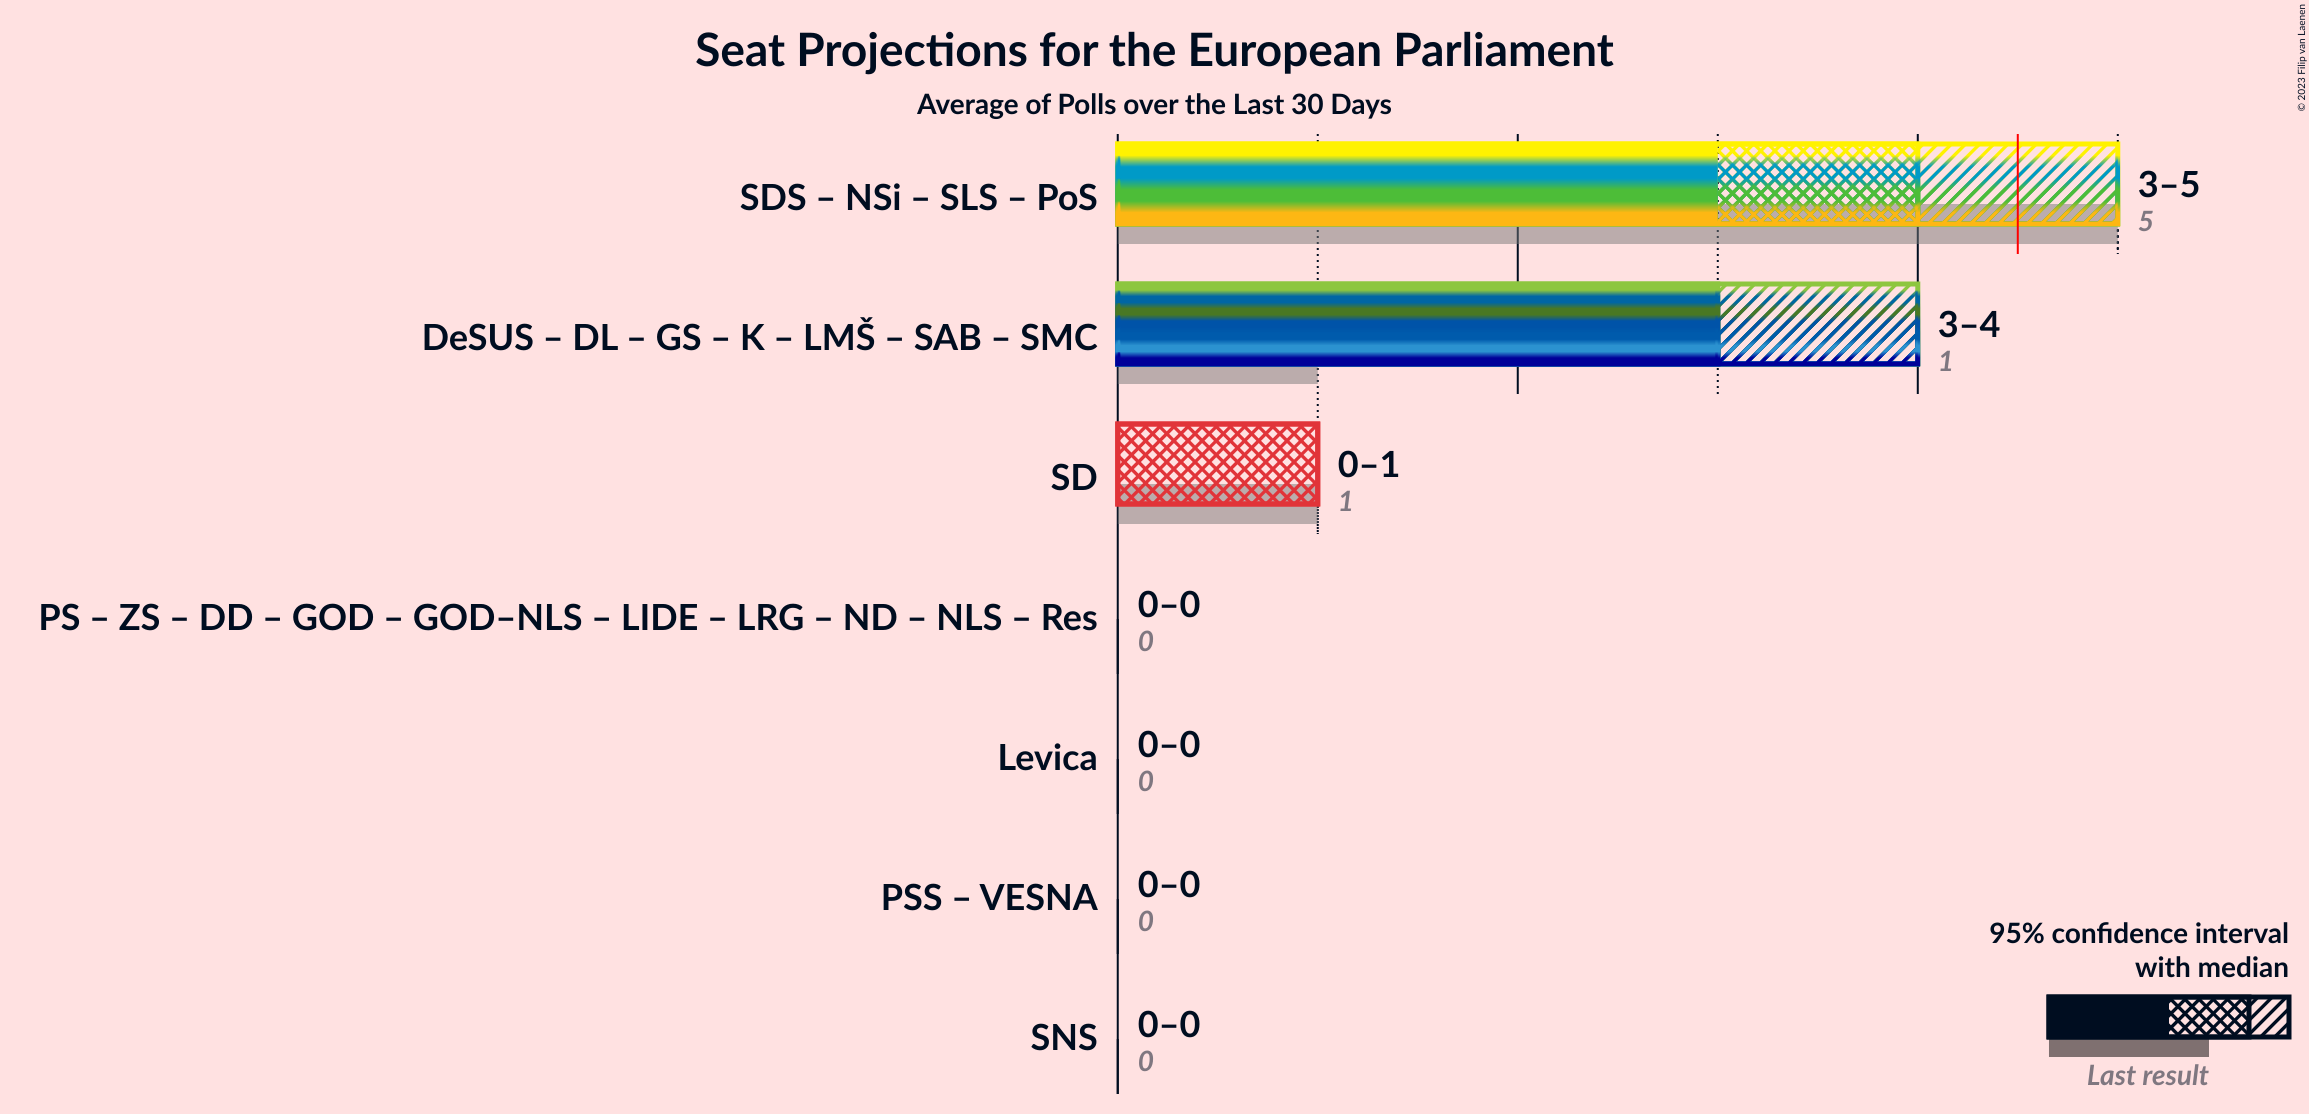 Seat Projections for the European Parliament
Average of Polls over the Last 30 Days
© 2023 Filip van Laenen
SDS – NSi – SLS – PoS
3–5
5
DeSUS – DL – GS – K – LMŠ – SAB – SMC
3–4
1
SD
0–1
1
PS – ZS – DD – GOD – GOD–NLS – LIDE – LRG – ND – NLS – Res
0–0
0
Levica
0–0
0
PSS – VESNA
0–0
0
SNS
0–0
0
95% confidence interval
with median
Last result